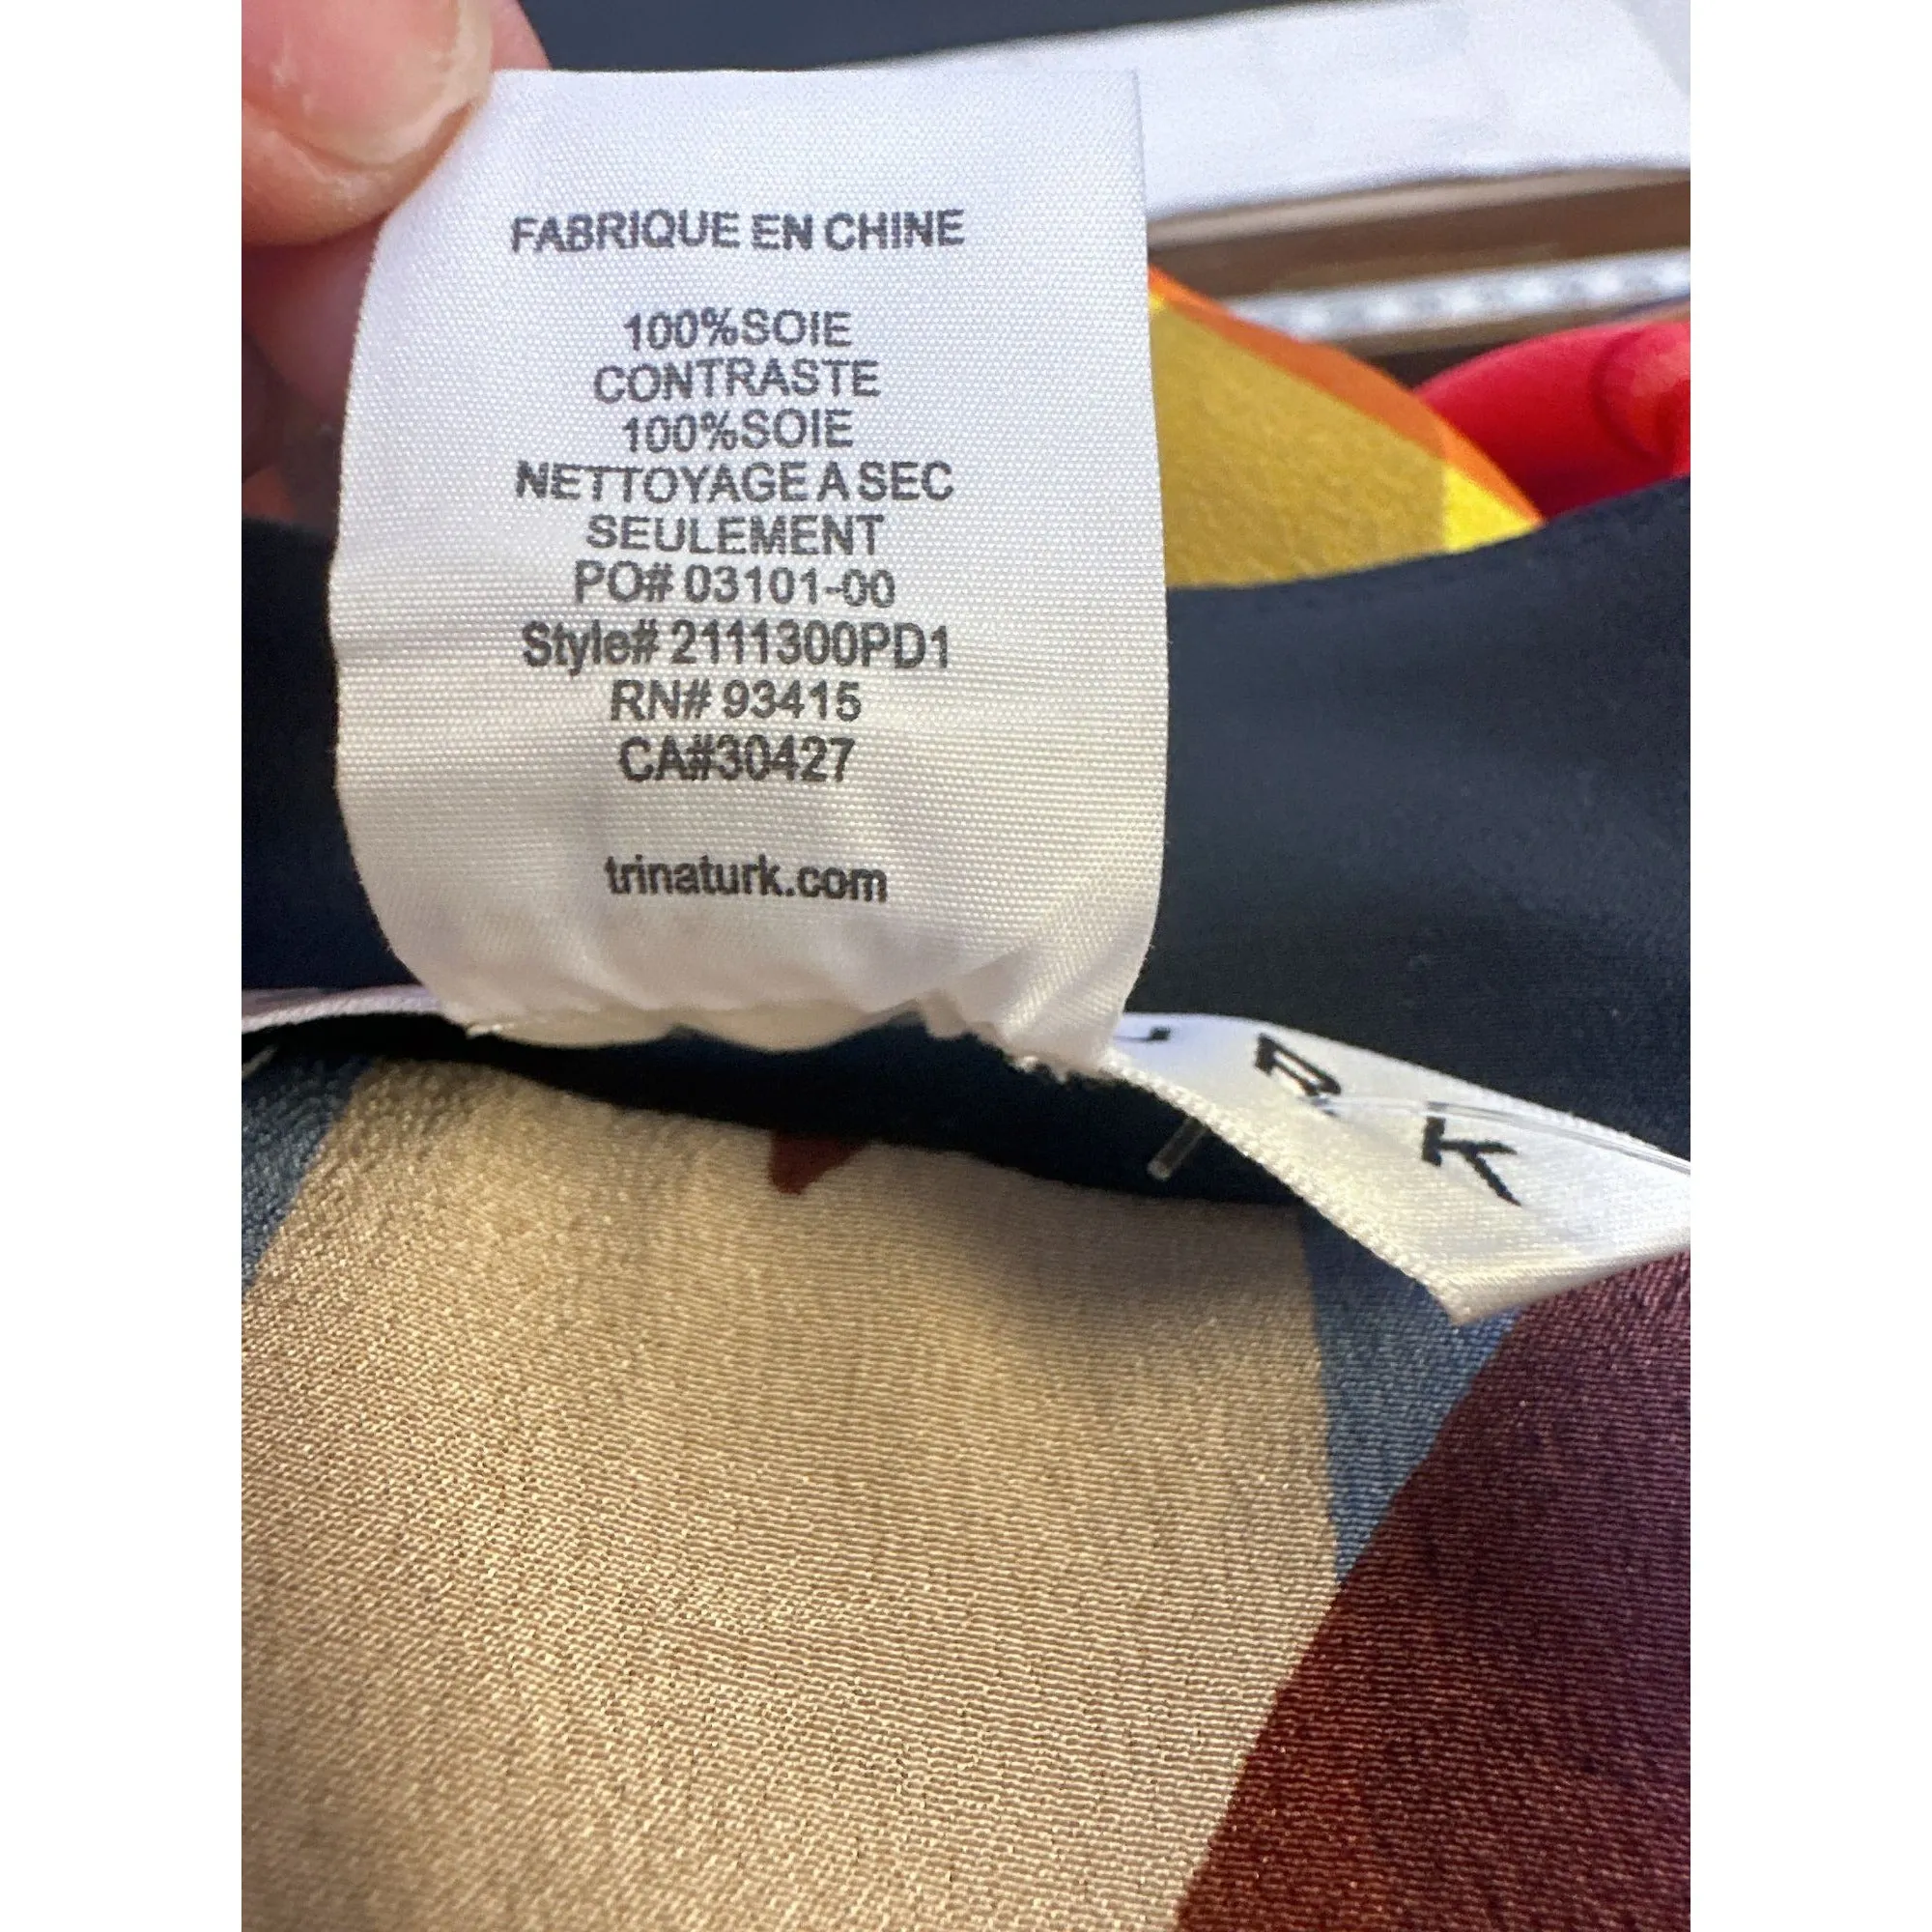 FABRIQUE EN CHINE
100%SOIE
CONTRASTE
100%SOIE
NETTOYAGE A SEC
SEULEMENT
PO# 03101-00
Style# 2111300PD1
RN# 93415
CA#30427
trinaturk.com
R K